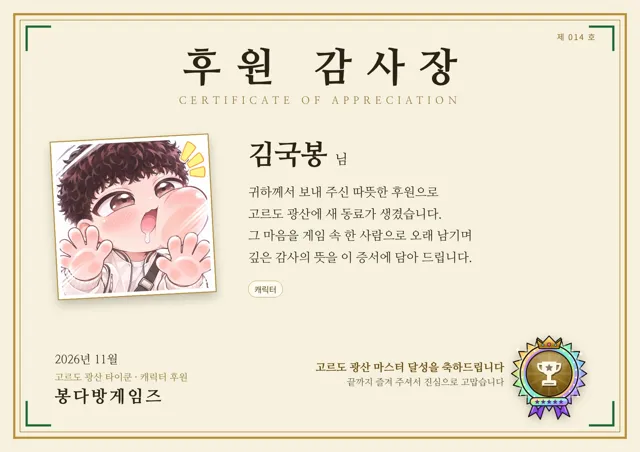 제 014 호
후원 감사장
CERTIFICATE OF APPRECIATION
김국봉 님
귀하께서 보내 주신 따뜻한 후원으로
고르도 광산에 새 동료가 생겼습니다.
그 마음을 게임 속 한 사람으로 오래 남기며
깊은 감사의 뜻을 이 증서에 담아 드립니다.
캐릭터
2026년 11월
고르도 광산 타이쿤 · 캐릭터 후원
봉다방게임즈
고르도 광산 마스터 달성을 축하드립니다
끝까지 즐겨 주셔서 진심으로 고맙습니다